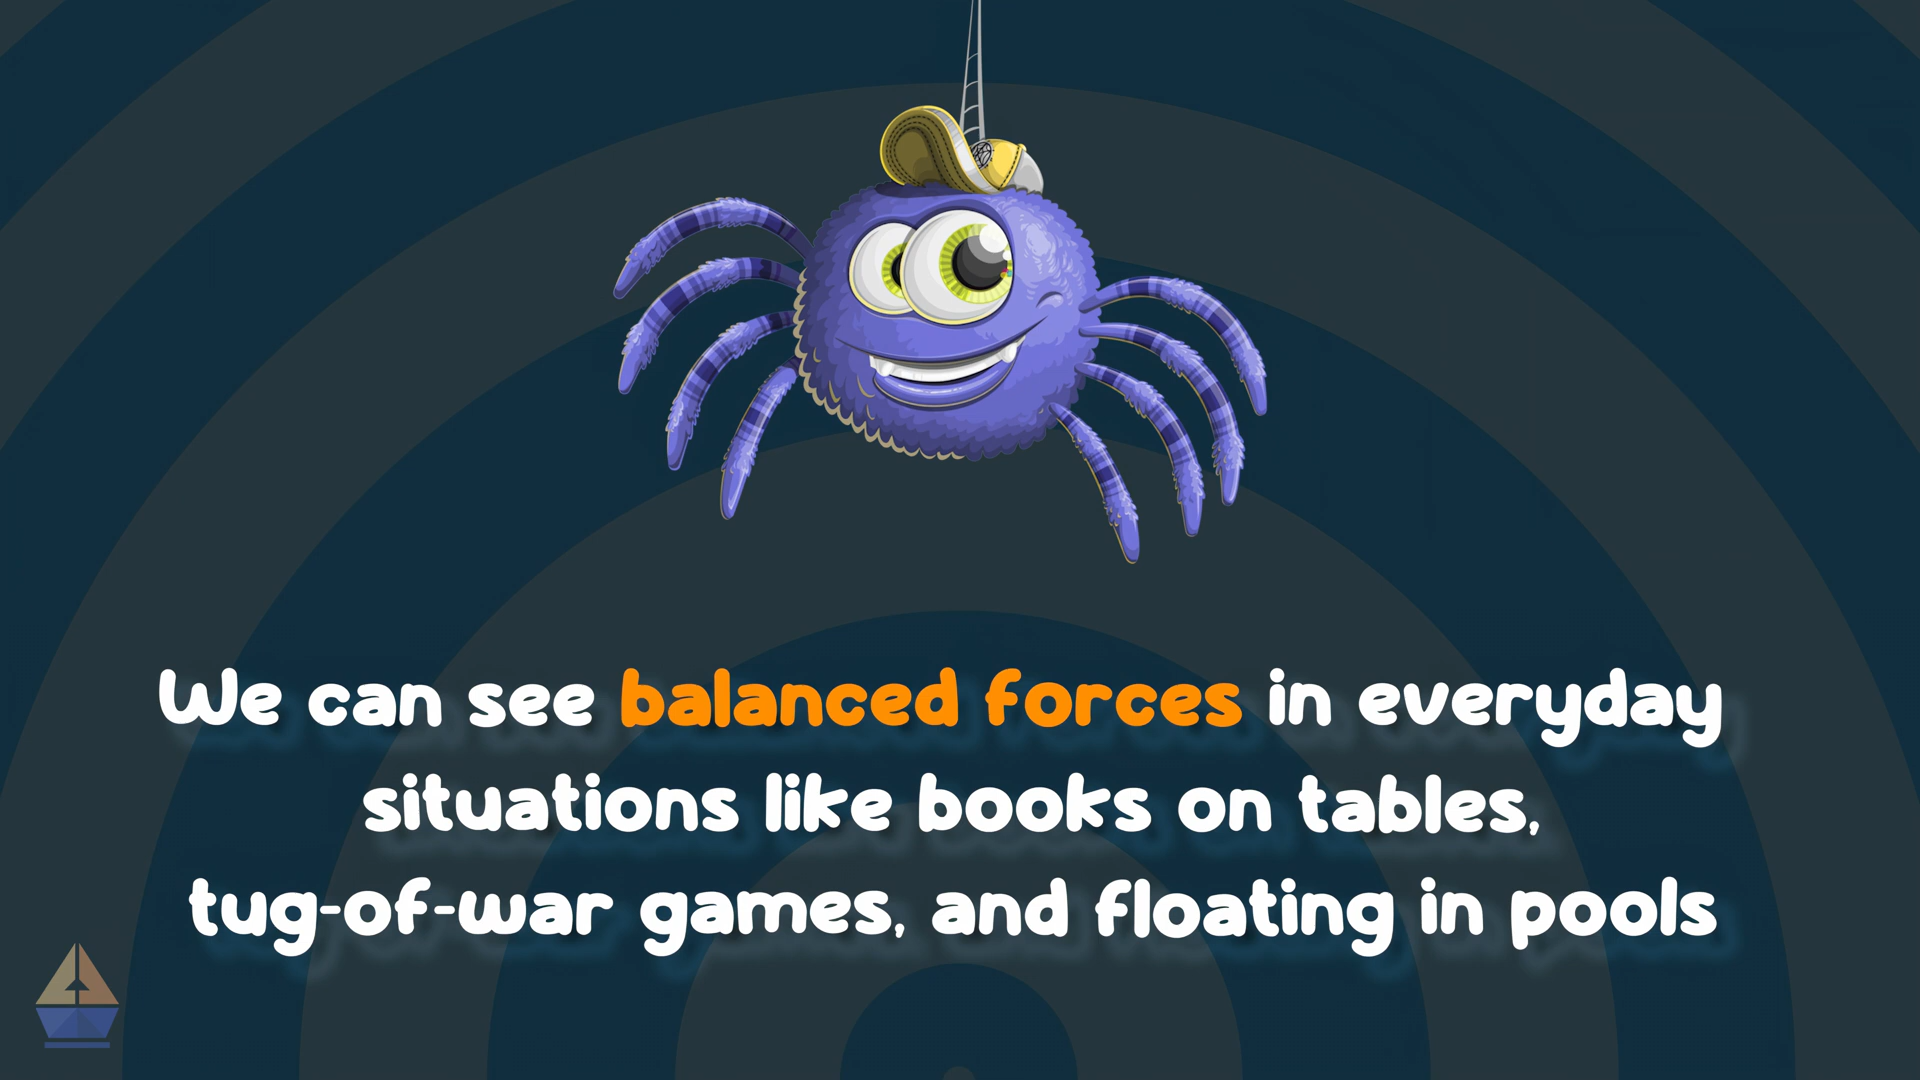 We can see balanced forces in everyday
situations like books on tables,
tug-of-war games, and floating in pools